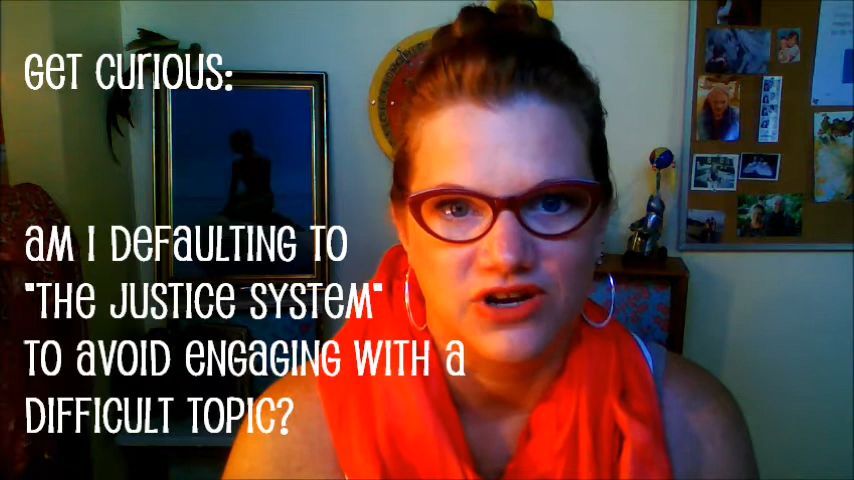 Get Curious:
Am I defaulting to
"the justice system"
to avoid engaging with a
difficult topic?